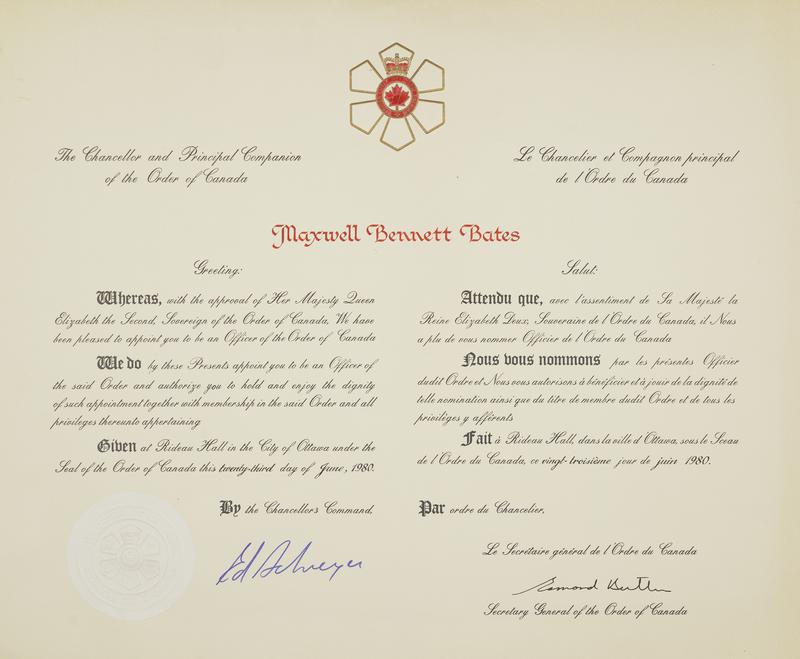 The Chancellor and Principal Companion
of the Order of Canada
Le Chancelier et Compagnon principal
de l'Ordre du Canada
Maxwell Bennett Bates
Greeting:
Whereas, with the approval of Her Majesty Queen
Elizabeth the Second, Sovereign of the Order of Canada, We have
been pleased to appoint you to be an Officer of the Order of Canada
We do by these Presents appoint you to be an Officer of
the said Order and authorize you to hold and enjoy the dignity
of such appointment together with membership in the said Order and all
privileges thereunto appertaining
Given at Rideau Hall in the City of Ottawa under the
Seal of the Order of Canada this twenty-third day of June, 1980.
By the Chancellor's Command,
Ed Schreyer
Salut:
Attendu que, avec l'assentiment de Sa Majesté la
Reine Elizabeth Deux, Souveraine de l'Ordre du Canada, il Nous
a plu de vous nommer Officier de l'Ordre du Canada
Nous vous nommons par les présentes Officier
dudit Ordre et Nous vous autorisons à bénéficier et à jouir de la dignité de
telle nomination ainsi que du titre de membre dudit Ordre et de tous les
privilèges y afférents
Fait à Rideau Hall, dans la ville d'Ottawa, sous le Sceau
de l'Ordre du Canada, ce vingt-troisième jour de juin 1980.
Par ordre du Chancelier,
Le Secrétaire général de l'Ordre du Canada
Esmond Butler
Secretary General of the Order of Canada